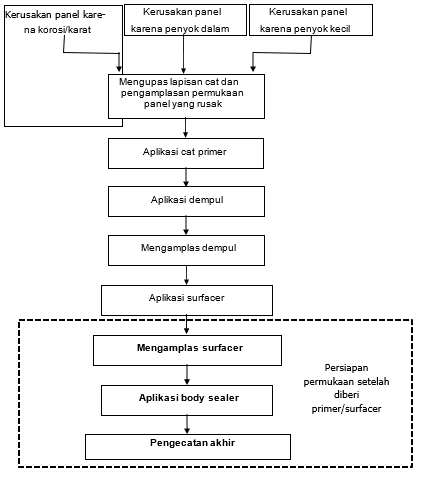 Kerusakan panel kare-
na korosi/karat
Kerusakan panel
karena penyok dalam
Kerusakan panel
karena penyok kecil
Mengupas lapisan cat dan
pengamplasan permukaan
panel yang rusak
Aplikasi cat primer
Aplikasi dempul
Mengamplas dempul
Aplikasi surfacer
Mengamplas surfacer
Aplikasi body sealer
Pengecatan akhir
Persiapan
permukaan setelah
diberi
primer/surfacer